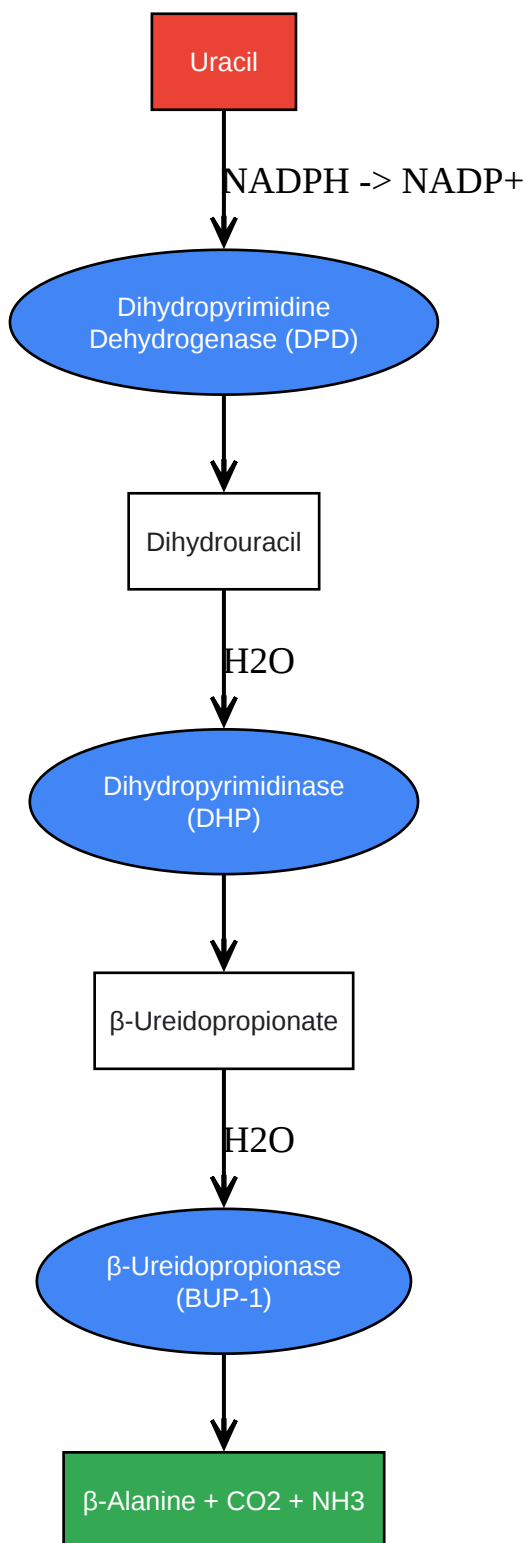 Uracil
NADPH -> NADP+
Dihydropyrimidine
Dehydrogenase (DPD)
Dihydrouracil
H2O
Dihydropyrimidinase
(DHP)
β-Ureidopropionate
H2O
β-Ureidopropionase
(BUP-1)
β-Alanine + CO2 + NH3